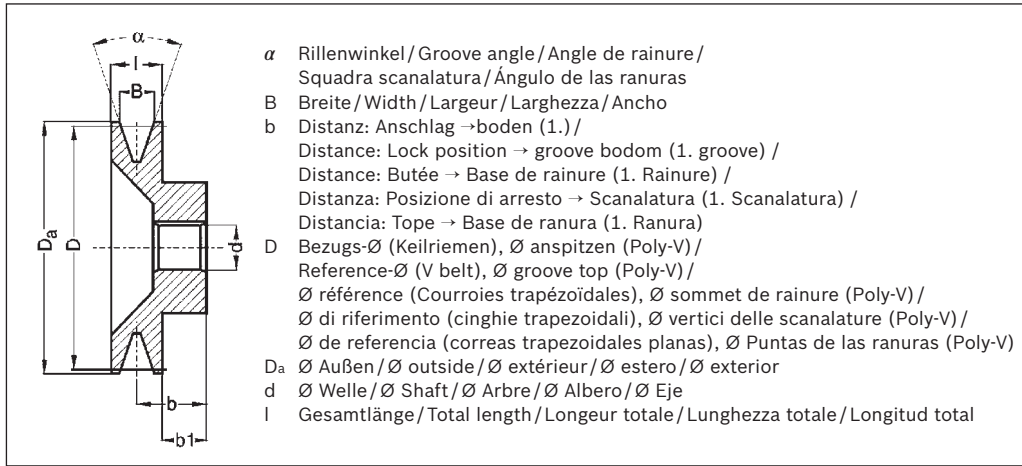 α
l
B
Da
D
d
b
b1
α Rillenwinkel/Groove angle/Angle de rainure/
Squadra scanalatura/Ángulo de las ranuras
B Breite/Width/Largeur/Larghezza/Ancho
b Distanz: Anschlag →boden (1.)/
Distance: Lock position → groove bodom (1. groove) /
Distance: Butée → Base de rainure (1. Rainure) /
Distanza: Posizione di arresto → Scanalatura (1. Scanalatura) /
Distancia: Tope → Base de ranura (1. Ranura)
D Bezugs-Ø (Keilriemen), Ø anspitzen (Poly-V)/
Reference-Ø (V belt), Ø groove top (Poly-V)/
Ø référence (Courroies trapézoïdales), Ø sommet de rainure (Poly-V)/
Ø di riferimento (cinghie trapezoidali), Ø vertici delle scanalature (Poly-V)/
Ø de referencia (correas trapezoidales planas), Ø Puntas de las ranuras (Poly-V)
Da Ø Außen/Ø outside/Ø extérieur/Ø estero/Ø exterior
d Ø Welle/Ø Shaft/Ø Arbre/Ø Albero/Ø Eje
l Gesamtlänge/Total length/Longeur totale/Lunghezza totale/Longitud total